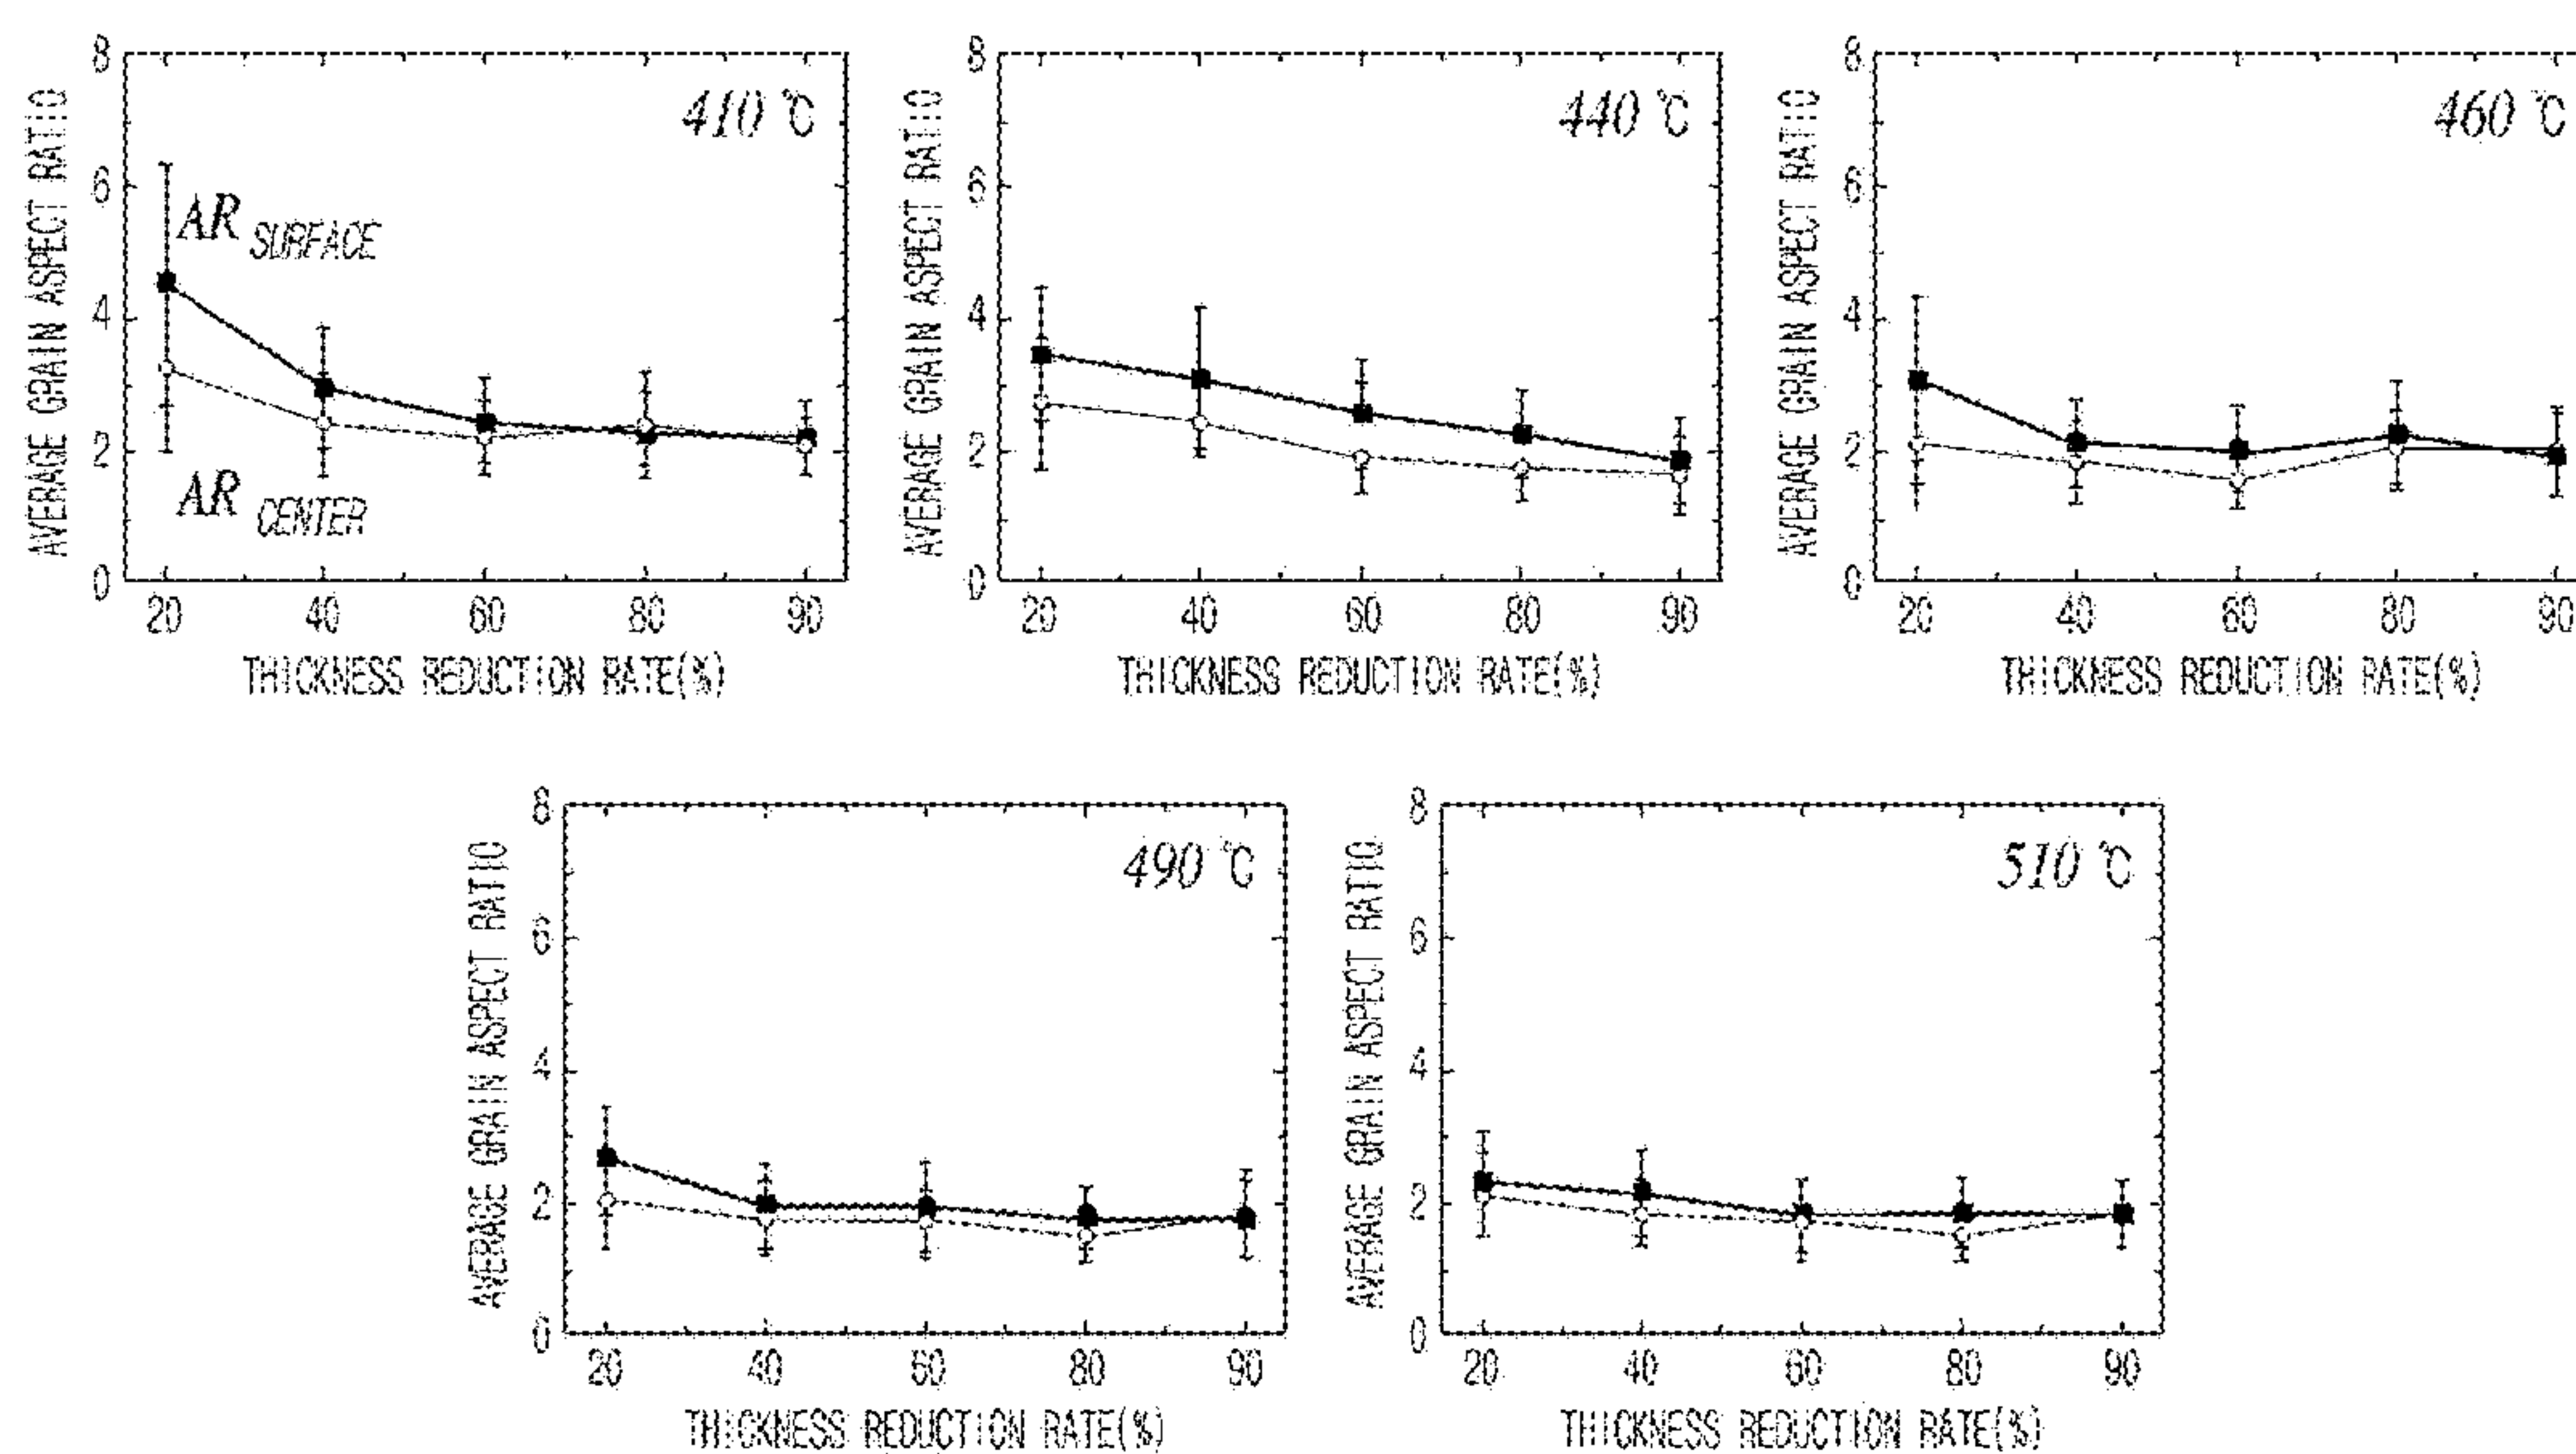 AVERAGE GRAIN ASPECT RATIO
8
6
4
2
0
410 ℃
AR SURFACE
AR CENTER
20 40 60 80 90
THICKNESS REDUCTION RATE(%)
AVERAGE GRAIN ASPECT RATIO
8
6
4
2
0
440 ℃
20 40 60 80 90
THICKNESS REDUCTION RATE(%)
AVERAGE GRAIN ASPECT RATIO
8
6
4
2
0
460 ℃
20 40 60 80 90
THICKNESS REDUCTION RATE(%)
AVERAGE GRAIN ASPECT RATIO
8
6
4
2
0
490 ℃
20 40 60 80 90
THICKNESS REDUCTION RATE(%)
AVERAGE GRAIN ASPECT RATIO
8
6
4
2
0
510 ℃
20 40 60 80 90
THICKNESS REDUCTION RATE(%)